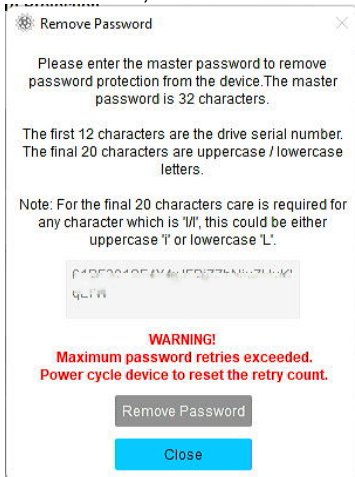 Remove Password
Please enter the master password to remove
password protection from the device.The master
password is 32 characters.
The first 12 characters are the drive serial number.
The final 20 characters are uppercase / lowercase
letters.
Note: For the final 20 characters care is required for
any character which is 'I/l', this could be either
uppercase 'i' or lowercase 'L'.
WARNING!
Maximum password retries exceeded.
Power cycle device to reset the retry count.
Remove Password
Close